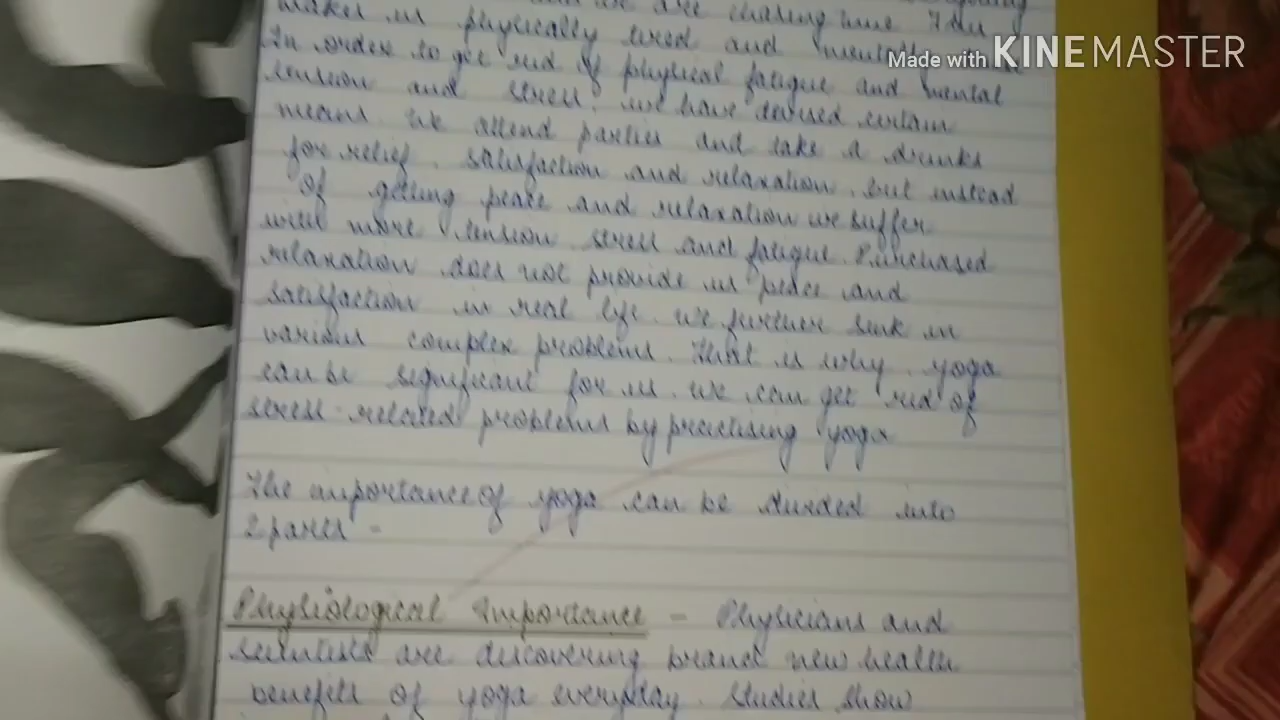 Made with KINEMASTER
makes us physically tired and mentally
In order to get rid of physical fatigue and mental
tension and stress. we have devised certain
means. we attend parties and take a drinks
for relief, satisfaction and relaxation. but instead
of getting peace and relaxation we suffer
with more tension stress and fatigue. Purchased
relaxation does not provide us peace and
satisfaction in real life. we further sink in
various complex problems. That is why yoga
can be significant for us. we can get rid of
stress-related problems by practising yoga
The importance of yoga can be divided into
2 parts -
Physiological Importance - Physicians and
scientists are discovering brand new health
benefits of yoga everyday. Studies show